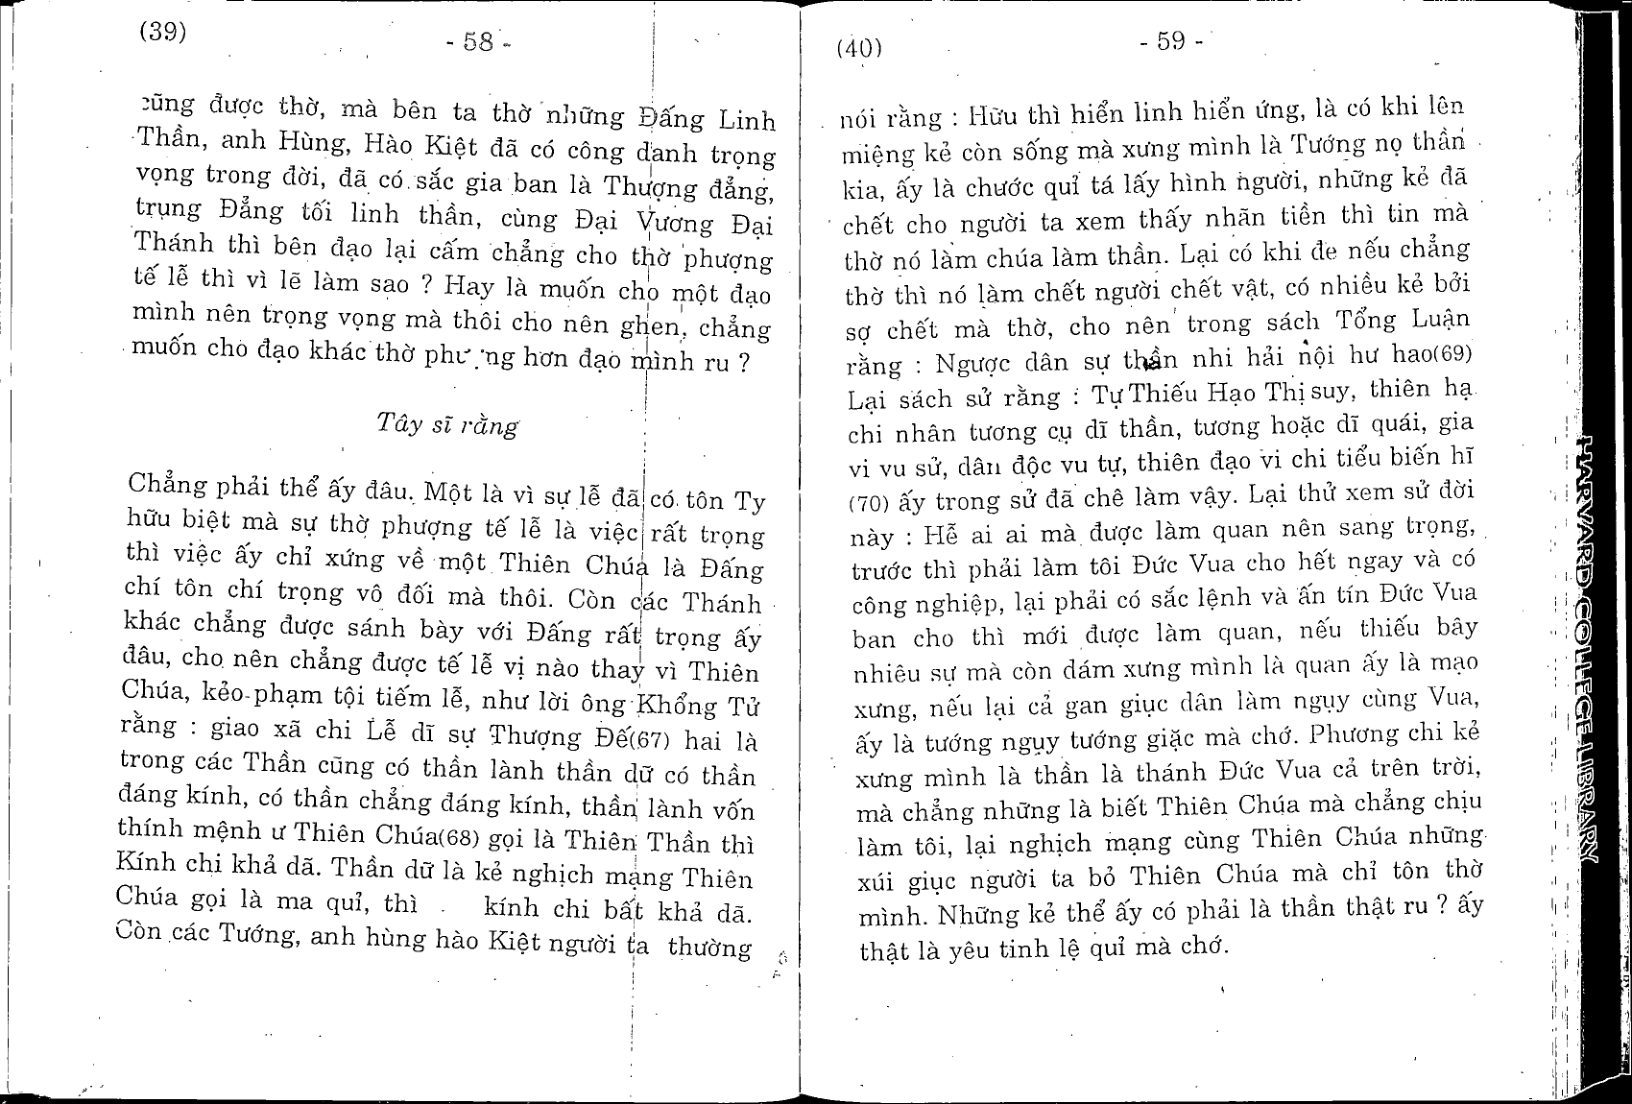 (39)
- 58 -
cũng được thờ, mà bên ta thờ những Đấng Linh
Thần, anh Hùng, Hào Kiệt đã có công danh trọng
vọng trong đời, đã có sắc gia ban là Thượng đẳng,
trung Đẳng tối linh thần, cùng Đại Vương Đại
Thánh thì bên đạo lại cấm chẳng cho thờ phượng
tế lễ thì vì lẽ làm sao ? Hay là muốn cho một đạo
mình nên trọng vọng mà thôi cho nên ghen, chẳng
muốn cho đạo khác thờ phượng hơn đạo mình ru ?
Tây sĩ rằng
Chẳng phải thể ấy đâu. Một là vì sự lễ đã có tôn Ty
hữu biệt mà sự thờ phượng tế lễ là việc rất trọng
thì việc ấy chỉ xứng về một Thiên Chúa là Đấng
chí tôn chí trọng vô đối mà thôi. Còn các Thánh
khác chẳng được sánh bày với Đấng rất trọng ấy
đâu, cho nên chẳng được tế lễ vị nào thay vì Thiên
Chúa, kẻo phạm tội tiếm lễ, như lời ông Khổng Tử
rằng : giao xã chi Lễ dĩ sự Thượng Đế(67) hai là
trong các Thần cũng có thần lành thần dữ có thần
đáng kính, có thần chẳng đáng kính, thần lành vốn
thính mệnh ư Thiên Chúa(68) gọi là Thiên Thần thì
Kính chi khả dã. Thần dữ là kẻ nghịch mạng Thiên
Chúa gọi là ma quỉ, thì kính chi bất khả dã.
Còn các Tướng, anh hùng hào Kiệt người ta thường
(40)
- 59 -
nói rằng : Hữu thì hiển linh hiển ứng, là có khi lên
miệng kẻ còn sống mà xưng mình là Tướng nọ thần
kia, ấy là chước quỉ tá lấy hình người, những kẻ đã
chết cho người ta xem thấy nhãn tiền thì tin mà
thờ nó làm chúa làm thần. Lại có khi đe nếu chẳng
thờ thì nó làm chết người chết vật, có nhiều kẻ bởi
sợ chết mà thờ, cho nên trong sách Tổng Luận
rằng : Ngược dân sự thần nhi hải nội hư hao(69)
Lại sách sử rằng : Tự Thiếu Hạo Thị suy, thiên hạ
chi nhân tương cụ dĩ thần, tương hoặc dĩ quái, gia
vi vu sử, dân độc vu tự, thiên đạo vi chi tiểu biến hĩ
(70) ấy trong sử đã chê làm vậy. Lại thử xem sử đời
này : Hễ ai ai mà được làm quan nên sang trọng,
trước thì phải làm tôi Đức Vua cho hết ngay và có
công nghiệp, lại phải có sắc lệnh và ấn tín Đức Vua
ban cho thì mới được làm quan, nếu thiếu bây
nhiêu sự mà còn dám xưng mình là quan ấy là mạo
xưng, nếu lại cả gan giục dân làm ngụy cùng Vua,
ấy là tướng ngụy tướng giặc mà chớ. Phương chi kẻ
xưng mình là thần là thánh Đức Vua cả trên trời,
mà chẳng những là biết Thiên Chúa mà chẳng chịu
làm tôi, lại nghịch mạng cùng Thiên Chúa những
xúi giục người ta bỏ Thiên Chúa mà chỉ tôn thờ
mình. Những kẻ thể ấy có phải là thần thật ru ? ấy
thật là yêu tinh lệ quỉ mà chớ.
HARVARD COLLEGE LIBRARY